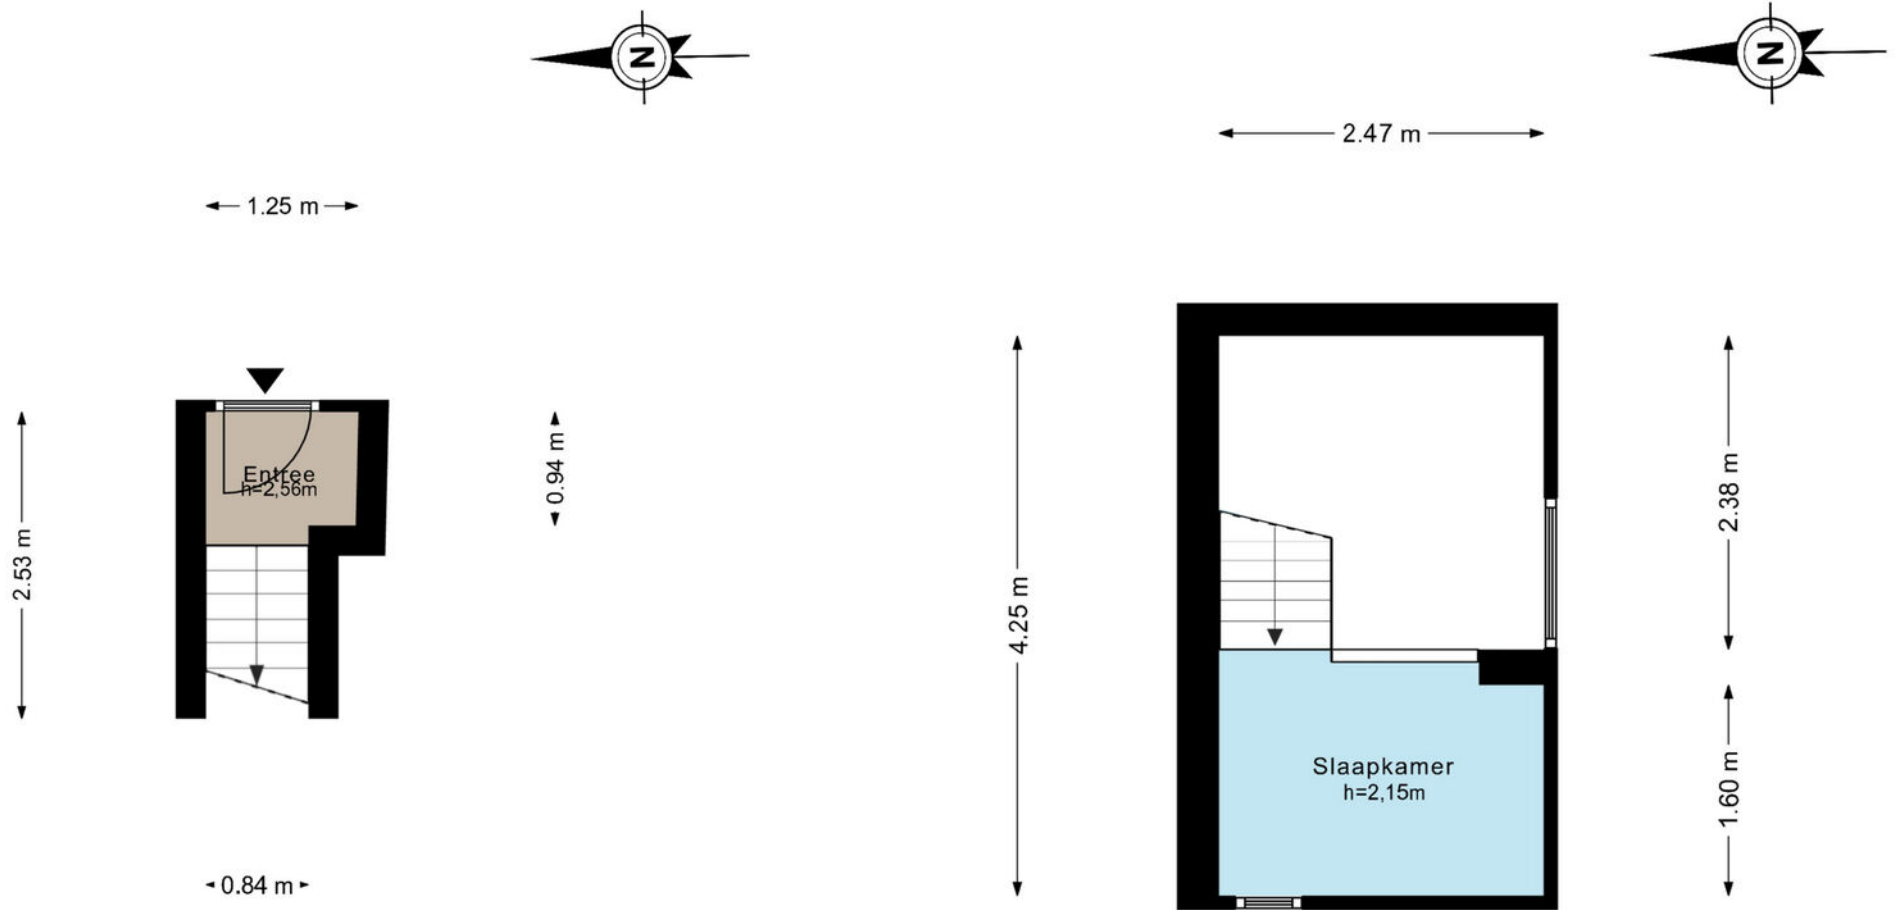 N
N
2.47 m
1.25 m
Entree
h=2,56m
0.94 m
2.53 m
0.84 m
4.25 m
2.38 m
Slaapkamer
h=2,15m
1.60 m